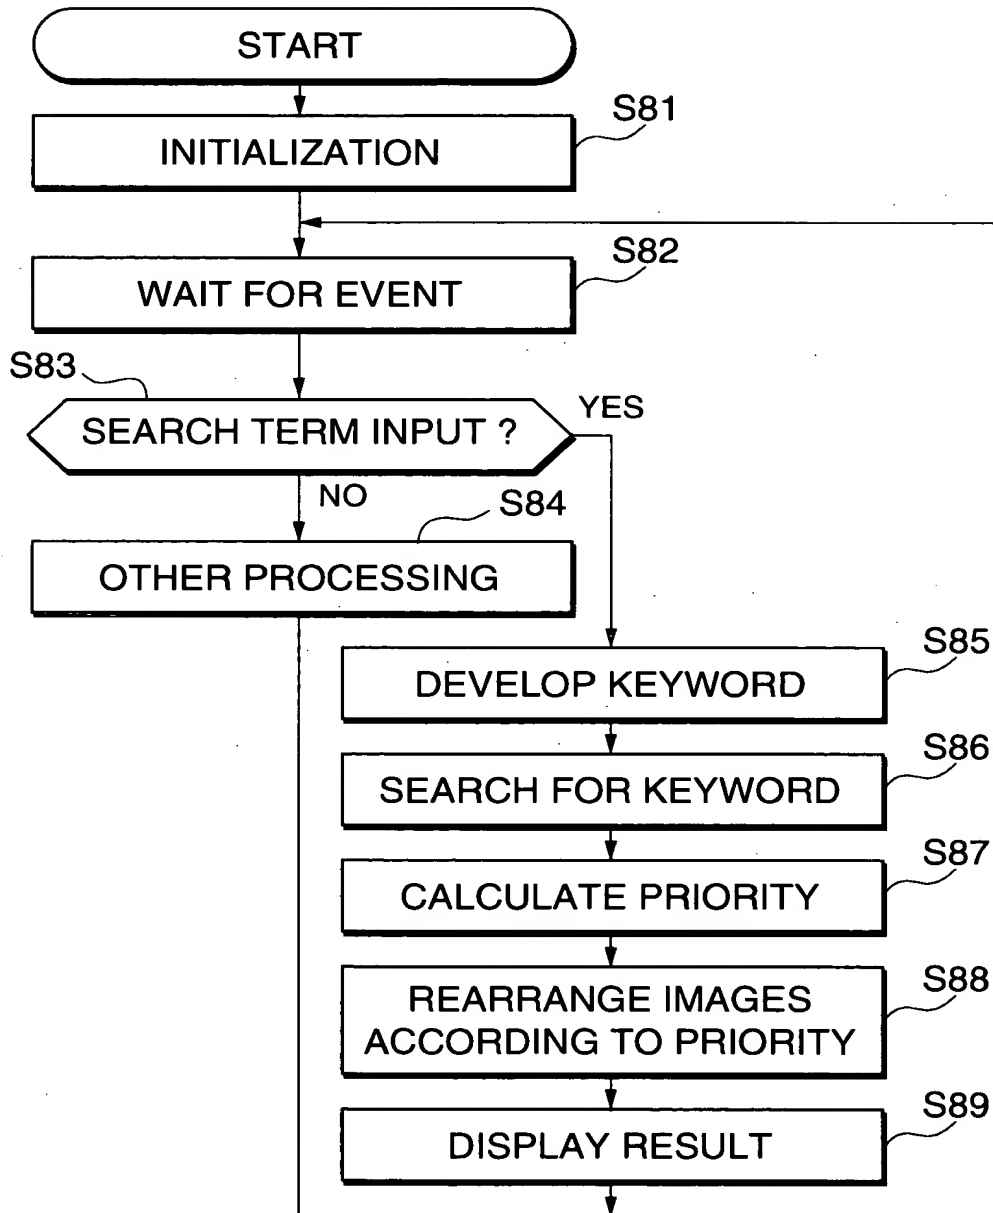 START
S81
INITIALIZATION
S82
WAIT FOR EVENT
S83
SEARCH TERM INPUT ?
YES
NO
S84
OTHER PROCESSING
S85
DEVELOP KEYWORD
S86
SEARCH FOR KEYWORD
S87
CALCULATE PRIORITY
S88
REARRANGE IMAGES
ACCORDING TO PRIORITY
S89
DISPLAY RESULT